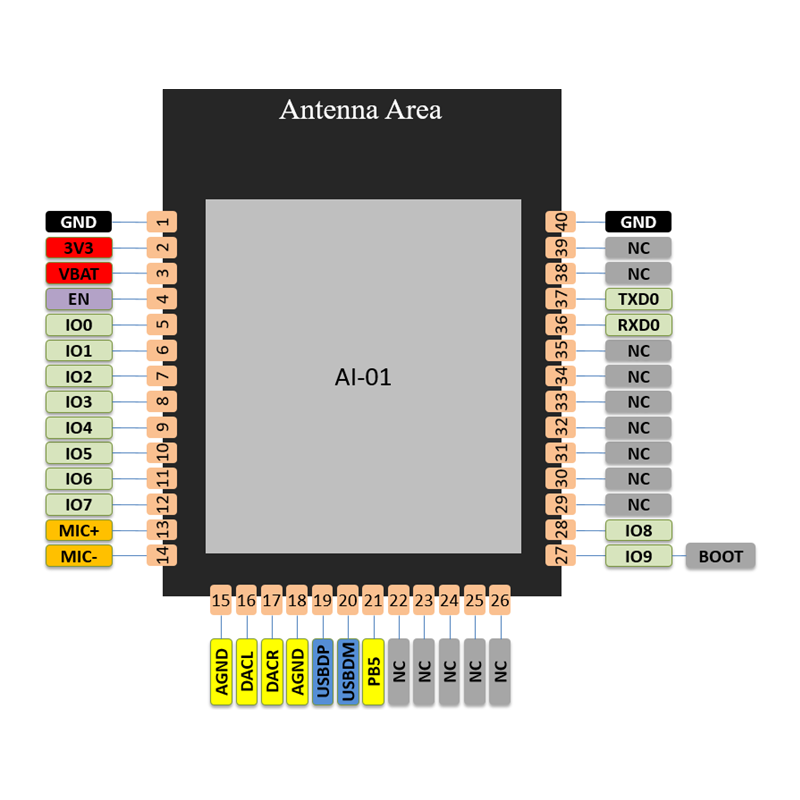 Antenna Area
GND 1 40 GND
3V3 2 39 NC
VBAT 3 38 NC
EN 4 37 TXD0
IO0 5 36 RXD0
IO1 6 35 NC
IO2 7 34 NC
AI-01
IO3 8 33 NC
IO4 9 32 NC
IO5 10 31 NC
IO6 11 30 NC
IO7 12 29 NC
MIC+ 13 28 IO8
MIC- 14 27 IO9 BOOT
15 16 17 18 19 20 21 22 23 24 25 26
AGND DACL DACR AGND USBDP USBDM PB5 NC NC NC NC NC